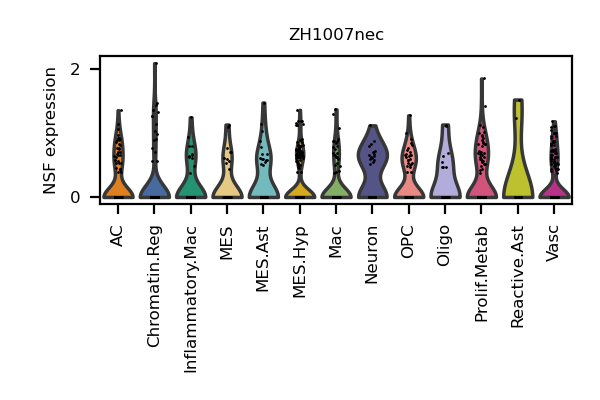 ZH1007nec
NSF expression
2
0
AC
Chromatin.Reg
Inflammatory.Mac
MES
MES.Ast
MES.Hyp
Mac
Neuron
OPC
Oligo
Prolif.Metab
Reactive.Ast
Vasc